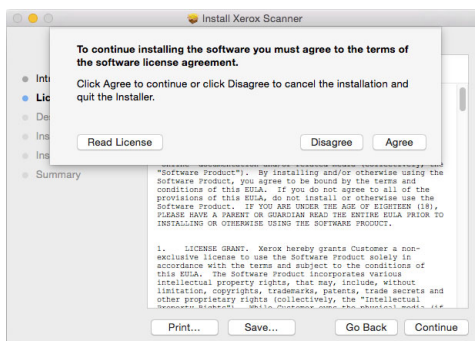 Install Xerox Scanner
To continue installing the software you must agree to the terms of
the software license agreement.
Click Agree to continue or click Disagree to cancel the installation and
quit the Installer.
Read License
Disagree
Agree
Int
Lic
De
Ins
Ins
Summary
"Software Product"). By installing and/or otherwise using the
Software Product, you agree to be bound by the terms and
conditions of this EULA. If you do not agree to all of the
provisions of this EULA, do not install or otherwise use the
Software Product. IF YOU ARE UNDER THE AGE OF EIGHTEEN (18),
PLEASE HAVE A PARENT OR GUARDIAN READ THE ENTIRE EULA PRIOR TO
INSTALLING OR OTHERWISE USING THE SOFTWARE PRODUCT.
1. LICENSE GRANT. Xerox hereby grants Customer a non-
exclusive license to use the Software Product solely in
accordance with the terms and subject to the conditions of
this EULA. The Software Product incorporates various
intellectual property rights, that may, include, without
limitation, copyrights, trademarks, patents, trade secrets and
other proprietary rights (collectively, the "Intellectual
Print...
Save...
Go Back
Continue